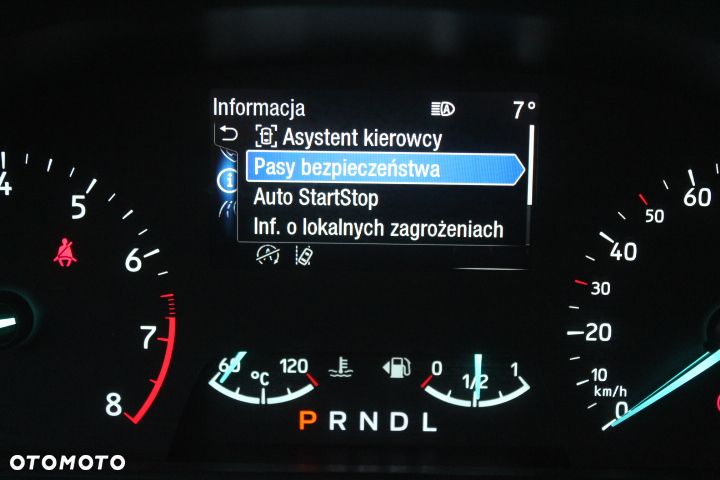 Informacja 7°
Asystent kierowcy
Pasy bezpieczeństwa
Auto StartStop
Inf. o lokalnych zagrożeniach
4
5
6
7
8
60
50
40
30
20
10
km/h
0
60 °C 120
0 1/2 1
P R N D L
OTOMOTO